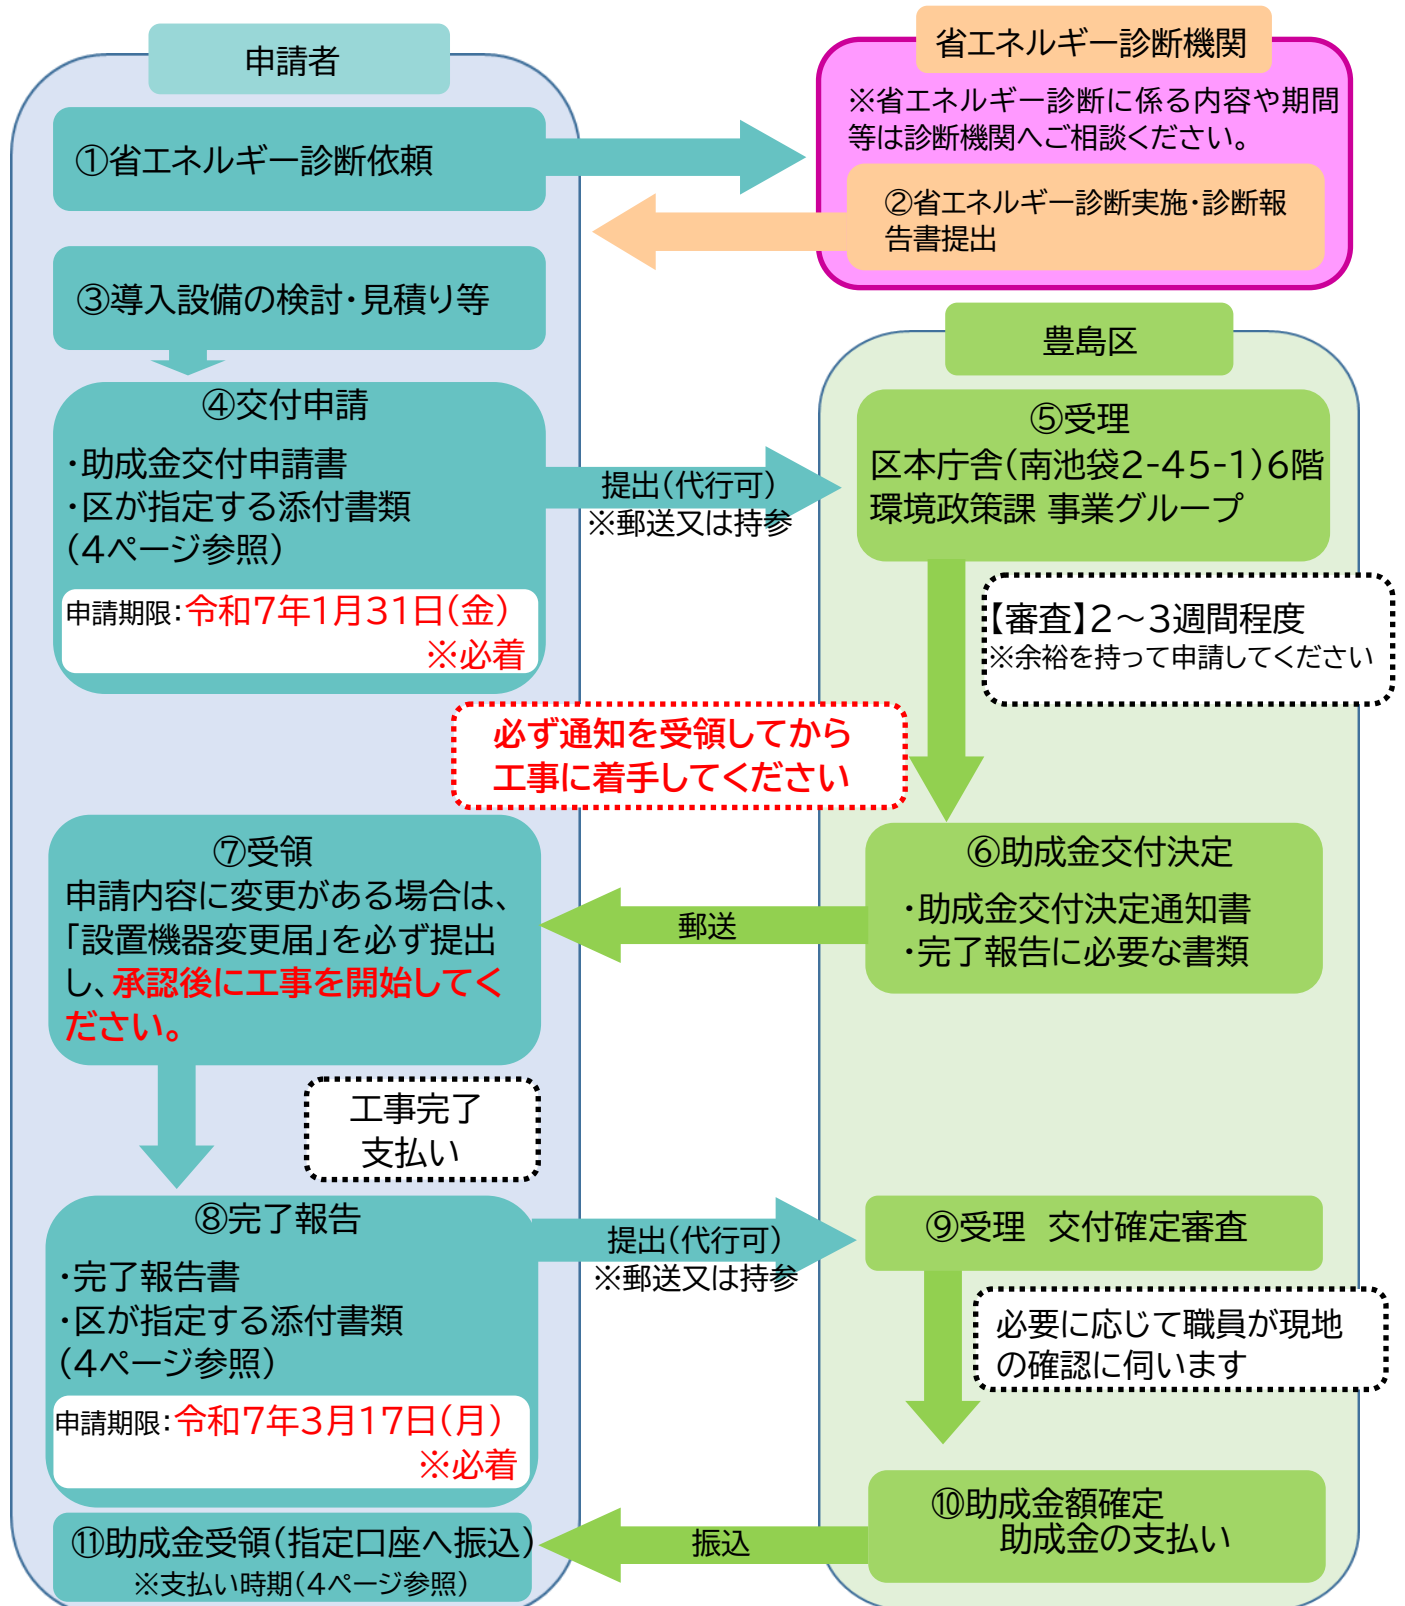 申請者
①省エネルギー診断依頼
省エネルギー診断機関
※省エネルギー診断に係る内容や期間
等は診断機関へご相談ください。
②省エネルギー診断実施・診断報
告書提出
③導入設備の検討・見積り等
④交付申請
・助成金交付申請書
・区が指定する添付書類
(4ページ参照)
申請期限:令和7年1月31日(金)
※必着
提出(代行可)
※郵送又は持参
豊島区
⑤受理
区本庁舎(南池袋2-45-1)6階
環境政策課 事業グループ
【審査】2～3週間程度
※余裕を持って申請してください
必ず通知を受領してから
工事に着手してください
⑥助成金交付決定
・助成金交付決定通知書
・完了報告に必要な書類
郵送
⑦受領
申請内容に変更がある場合は、
「設置機器変更届」を必ず提出
し、承認後に工事を開始してく
ださい。
工事完了
支払い
⑧完了報告
・完了報告書
・区が指定する添付書類
(4ページ参照)
申請期限:令和7年3月17日(月)
※必着
提出(代行可)
※郵送又は持参
⑨受理 交付確定審査
必要に応じて職員が現地
の確認に伺います
⑩助成金額確定
助成金の支払い
振込
⑪助成金受領(指定口座へ振込)
※支払い時期(4ページ参照)